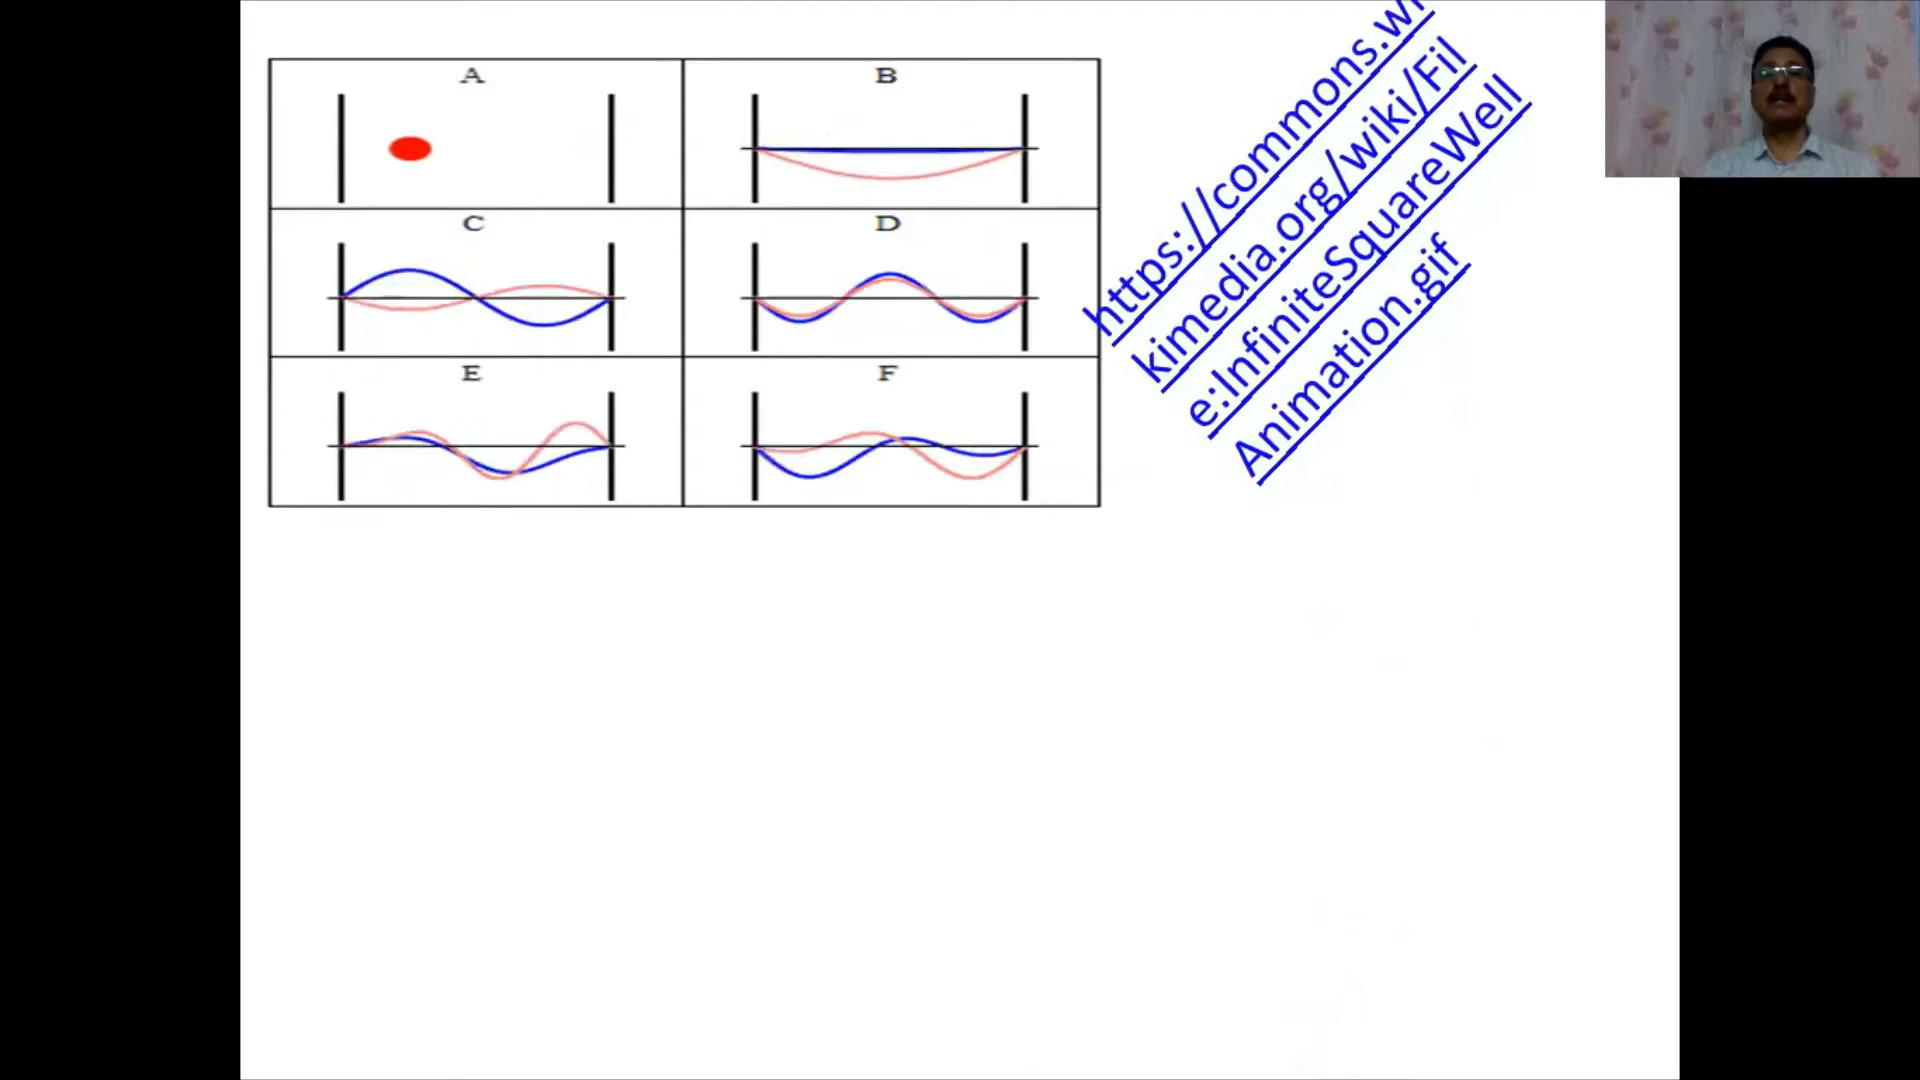 A
B
C
D
E
F
https://commons.wi
kimedia.org/wiki/Fil
e:InfiniteSquareWell
Animation.gif